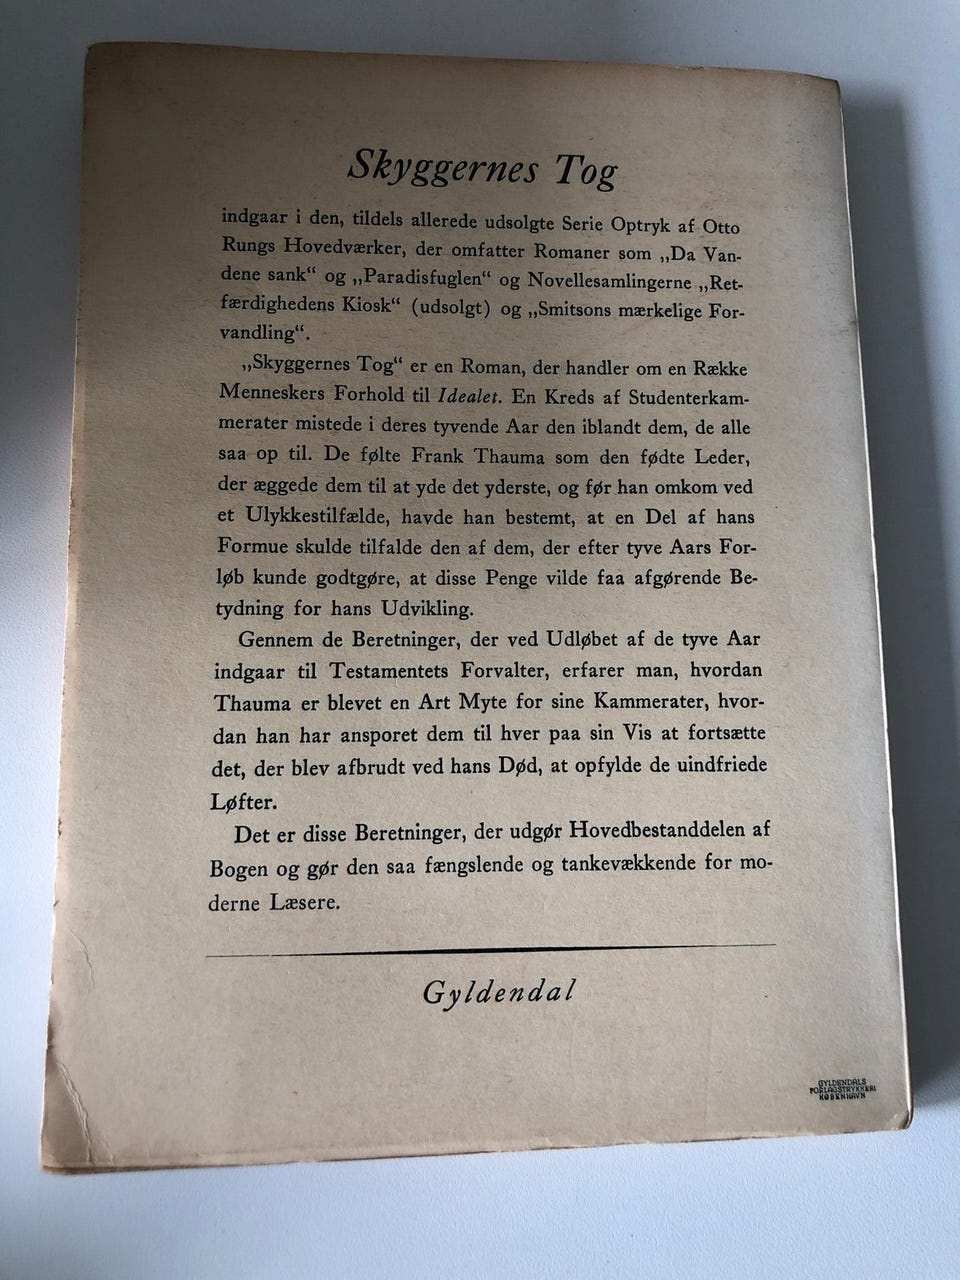 Skyggernes Tog
indgaar i den, tildels allerede udsolgte Serie Optryk af Otto
Rungs Hovedværker, der omfatter Romaner som „Da Van-
dene sank“ og „Paradisfuglen“ og Novellesamlingerne „Ret-
færdighedens Kiosk“ (udsolgt) og „Smitsons mærkelige For-
vandling“.
„Skyggernes Tog“ er en Roman, der handler om en Række
Menneskers Forhold til Idealet. En Kreds af Studenterkam-
merater mistede i deres tyvende Aar den iblandt dem, de alle
saa op til. De følte Frank Thauma som den fødte Leder,
der æggede dem til at yde det yderste, og før han omkom ved
et Ulykkestilfælde, havde han bestemt, at en Del af hans
Formue skulde tilfalde den af dem, der efter tyve Aars For-
løb kunde godtgøre, at disse Penge vilde faa afgørende Be-
tydning for hans Udvikling.
Gennem de Beretninger, der ved Udløbet af de tyve Aar
indgaar til Testamentets Forvalter, erfarer man, hvordan
Thauma er blevet en Art Myte for sine Kammerater, hvor-
dan han har ansporet dem til hver paa sin Vis at fortsætte
det, der blev afbrudt ved hans Død, at opfylde de uindfriede
Løfter.
Det er disse Beretninger, der udgør Hovedbestanddelen af
Bogen og gør den saa fængslende og tankevækkende for mo-
derne Læsere.
Gyldendal
GYLDENDALS
FORLAGSTRYKKERI
KØBENHAVN